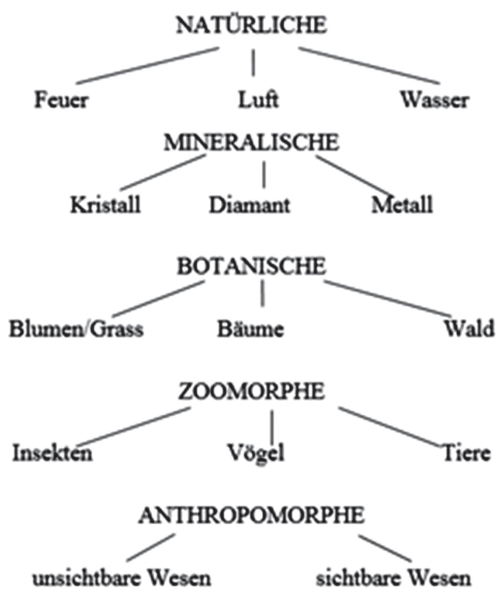 NATÜRLICHE
Feuer Luft Wasser
MINERALISCHE
Kristall Diamant Metall
BOTANISCHE
Blumen/Grass Bäume Wald
ZOOMORPHE
Insekten Vögel Tiere
ANTHROPOMORPHE
unsichtbare Wesen sichtbare Wesen